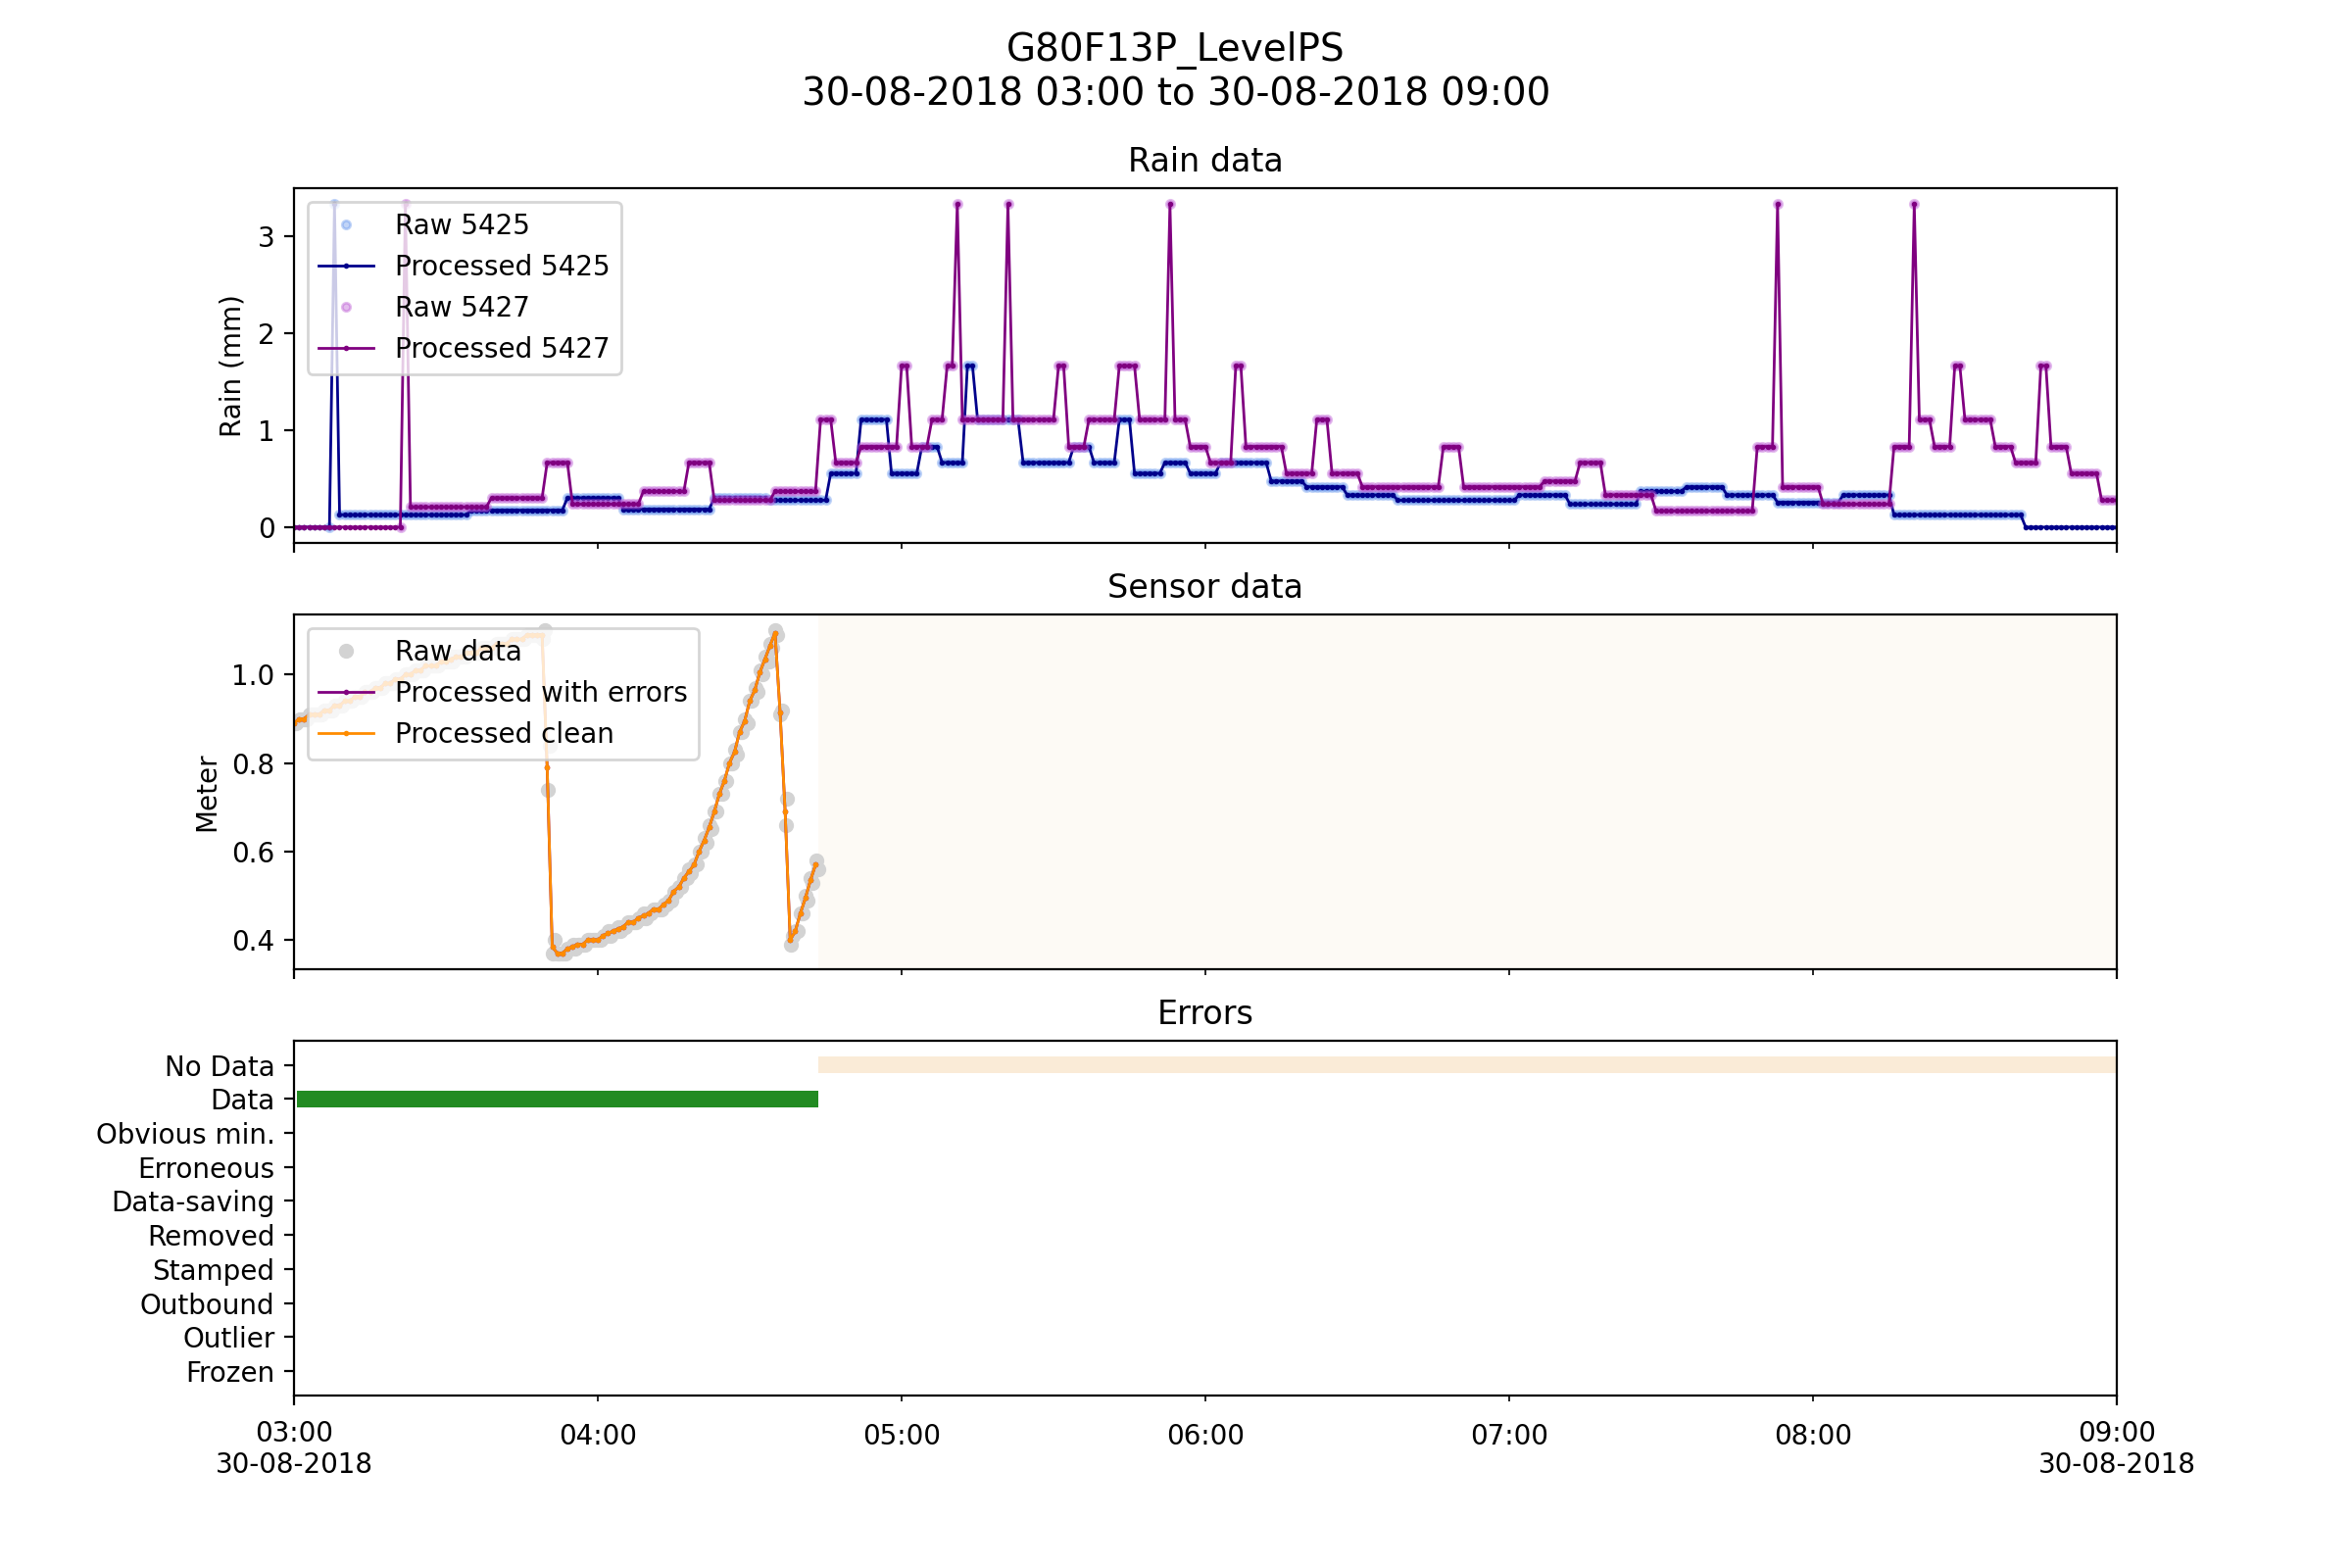 G80F13P_LevelPS
30-08-2018 03:00 to 30-08-2018 09:00
Rain data
Rain (mm)
3
2
1
0
Raw 5425
Processed 5425
Raw 5427
Processed 5427
Sensor data
Meter
1.0
0.8
0.6
0.4
Raw data
Processed with errors
Processed clean
Errors
No Data
Data
Obvious min.
Erroneous
Data-saving
Removed
Stamped
Outbound
Outlier
Frozen
03:00 04:00 05:00 06:00 07:00 08:00 09:00
30-08-2018 30-08-2018